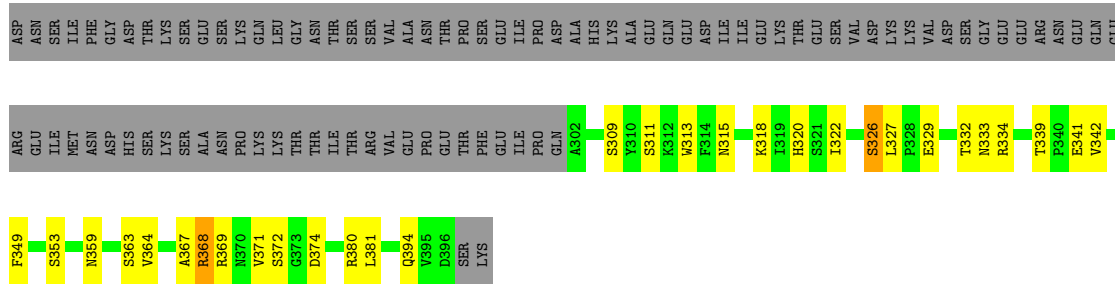 ASP ASN SER ILE PHE GLY ASP THR LYS SER GLU SER LYS GLN LEU GLY ASN THR SER SER VAL ALA ASN THR PRO SER GLU ILE PRO ASP ALA HIS LYS ALA GLU GLN GLU ASP ILE ILE GLU LYS THR GLU SER VAL ASP LYS LYS VAL ASP SER GLY GLU GLU ARG ASN GLU GLN GLU
ARG GLU ILE MET ASN ASP HIS SER LYS SER ALA ASN PRO LYS LYS THR THR ILE THR ARG VAL GLU PRO GLU THR PHE GLU ILE PRO GLN A302 S309 Y310 S311 K312 W313 F314 N315 K318 I319 H320 S321 I322 S326 L327 P328 E329 T332 N333 R334 T339 P340 E341 V342
F349 S353 N359 S363 V364 A367 R368 R369 N370 V371 S372 G373 D374 R380 L381 Q394 V395 D396 SER LYS